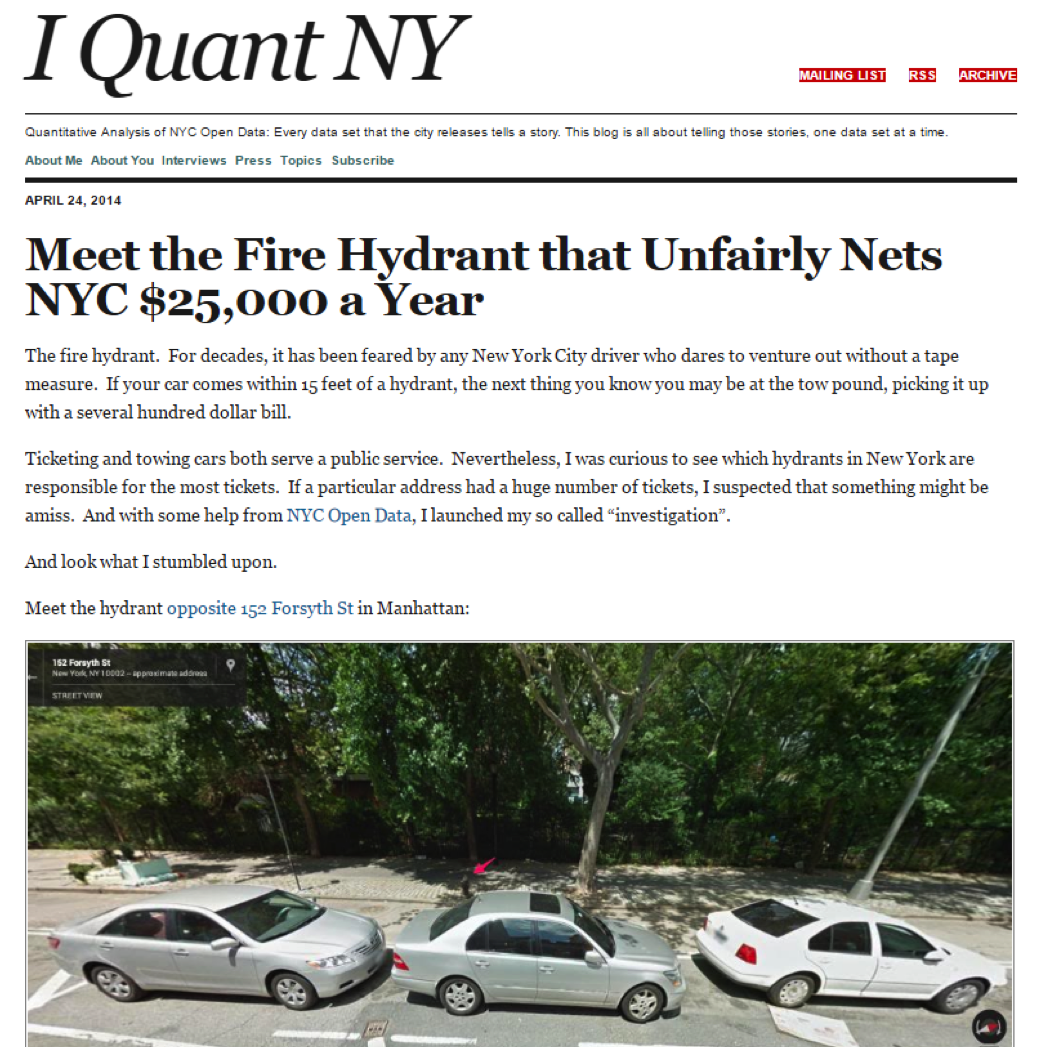 I Quant NY
MAILING LIST RSS ARCHIVE
Quantitative Analysis of NYC Open Data: Every data set that the city releases tells a story. This blog is all about telling those stories, one data set at a time.
About Me About You Interviews Press Topics Subscribe
APRIL 24, 2014
Meet the Fire Hydrant that Unfairly Nets
NYC $25,000 a Year
The fire hydrant. For decades, it has been feared by any New York City driver who dares to venture out without a tape
measure. If your car comes within 15 feet of a hydrant, the next thing you know you may be at the tow pound, picking it up
with a several hundred dollar bill.
Ticketing and towing cars both serve a public service. Nevertheless, I was curious to see which hydrants in New York are
responsible for the most tickets. If a particular address had a huge number of tickets, I suspected that something might be
amiss. And with some help from NYC Open Data, I launched my so called “investigation”.
And look what I stumbled upon.
Meet the hydrant opposite 152 Forsyth St in Manhattan:
152 Forsyth St
New York, NY 10002 – approximate address
STREET VIEW